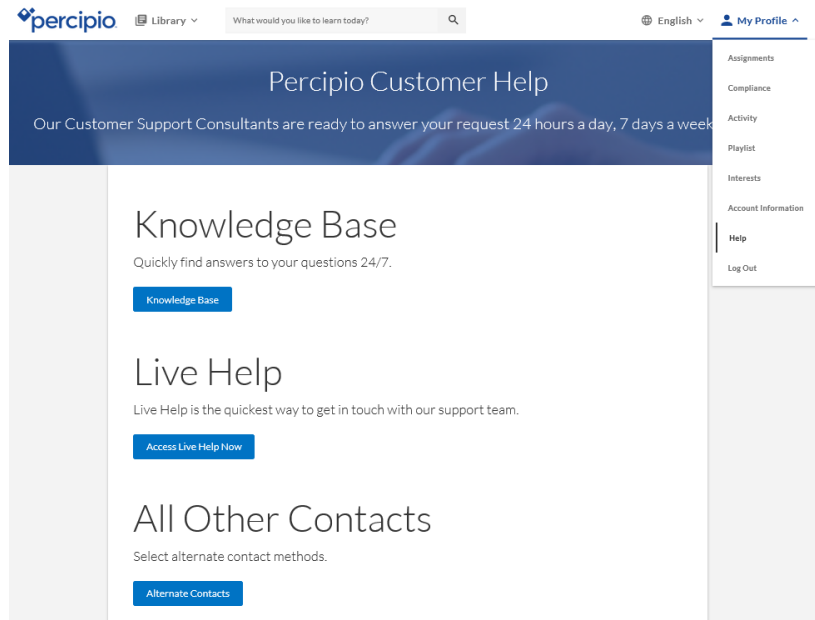 percipio.
Library
What would you like to learn today?
English
My Profile
Assignments
Compliance
Activity
Playlist
Interests
Account Information
Help
Log Out
Percipio Customer Help
Our Customer Support Consultants are ready to answer your request 24 hours a day, 7 days a week
Knowledge Base
Quickly find answers to your questions 24/7.
Knowledge Base
Live Help
Live Help is the quickest way to get in touch with our support team.
Access Live Help Now
All Other Contacts
Select alternate contact methods.
Alternate Contacts